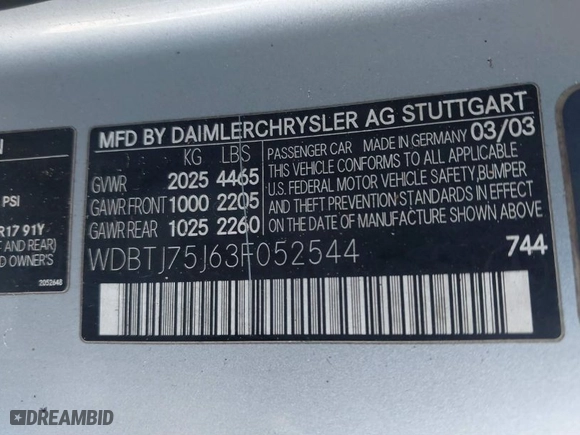 N
PSI
R17 91Y
D REAR)
D OWNER'S
2052648
MFD BY DAIMLERCHRYSLER AG STUTTGART
KG LBS
GVWR 2025 4465
GAWR FRONT 1000 2205
GAWR REAR 1025 2260
PASSENGER CAR MADE IN GERMANY 03/03
THIS VEHICLE CONFORMS TO ALL APPLICABLE
U.S. FEDERAL MOTOR VEHICLE SAFETY, BUMPER
AND THEFT PREVENTION STANDARDS IN EFFECT
ON THE DATE OF MANUFACTURE SHOWN ABOVE.
WDBTJ75J63F052544
744
DREAMBID